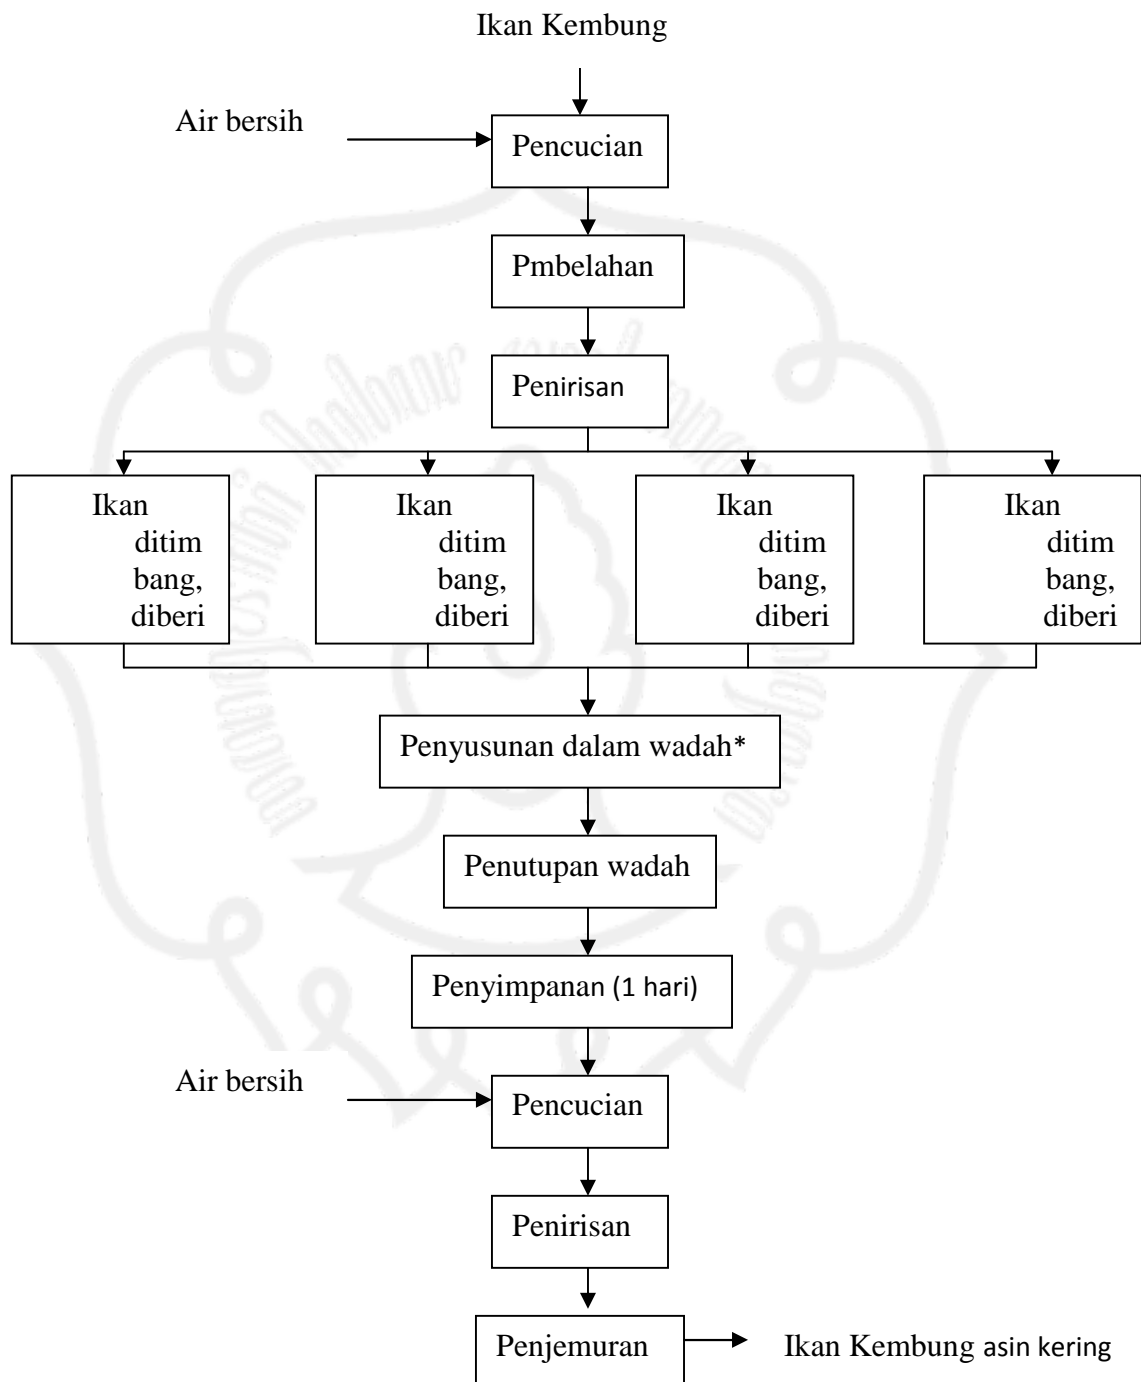 Ikan Kembung
Air bersih
Pencucian
Pmbelahan
Penirisan
Ikan
ditim
bang,
diberi
Ikan
ditim
bang,
diberi
Ikan
ditim
bang,
diberi
Ikan
ditim
bang,
diberi
Penyusunan dalam wadah*
Penutupan wadah
Penyimpanan (1 hari)
Air bersih
Pencucian
Penirisan
Penjemuran
Ikan Kembung asin kering